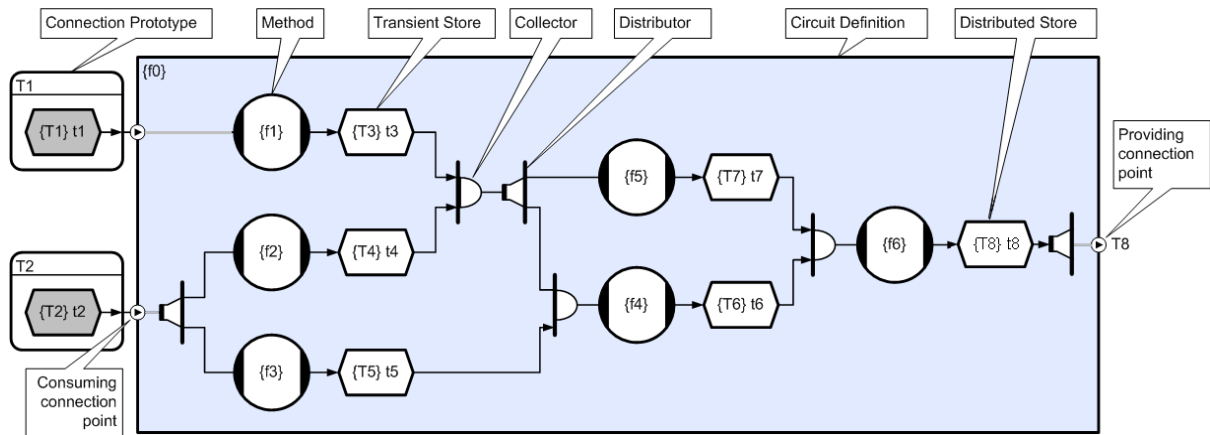 Connection Prototype
Method
Transient Store
Collector
Distributor
Circuit Definition
Distributed Store
{f0}
T1
{T1} t1
{f1}
{T3} t3
Providing
connection
point
{f5}
{T7} t7
{f2}
{T4} t4
{f6}
{T8} t8
T8
T2
{T2} t2
{f4}
{T6} t6
{f3}
{T5} t5
Consuming
connection
point